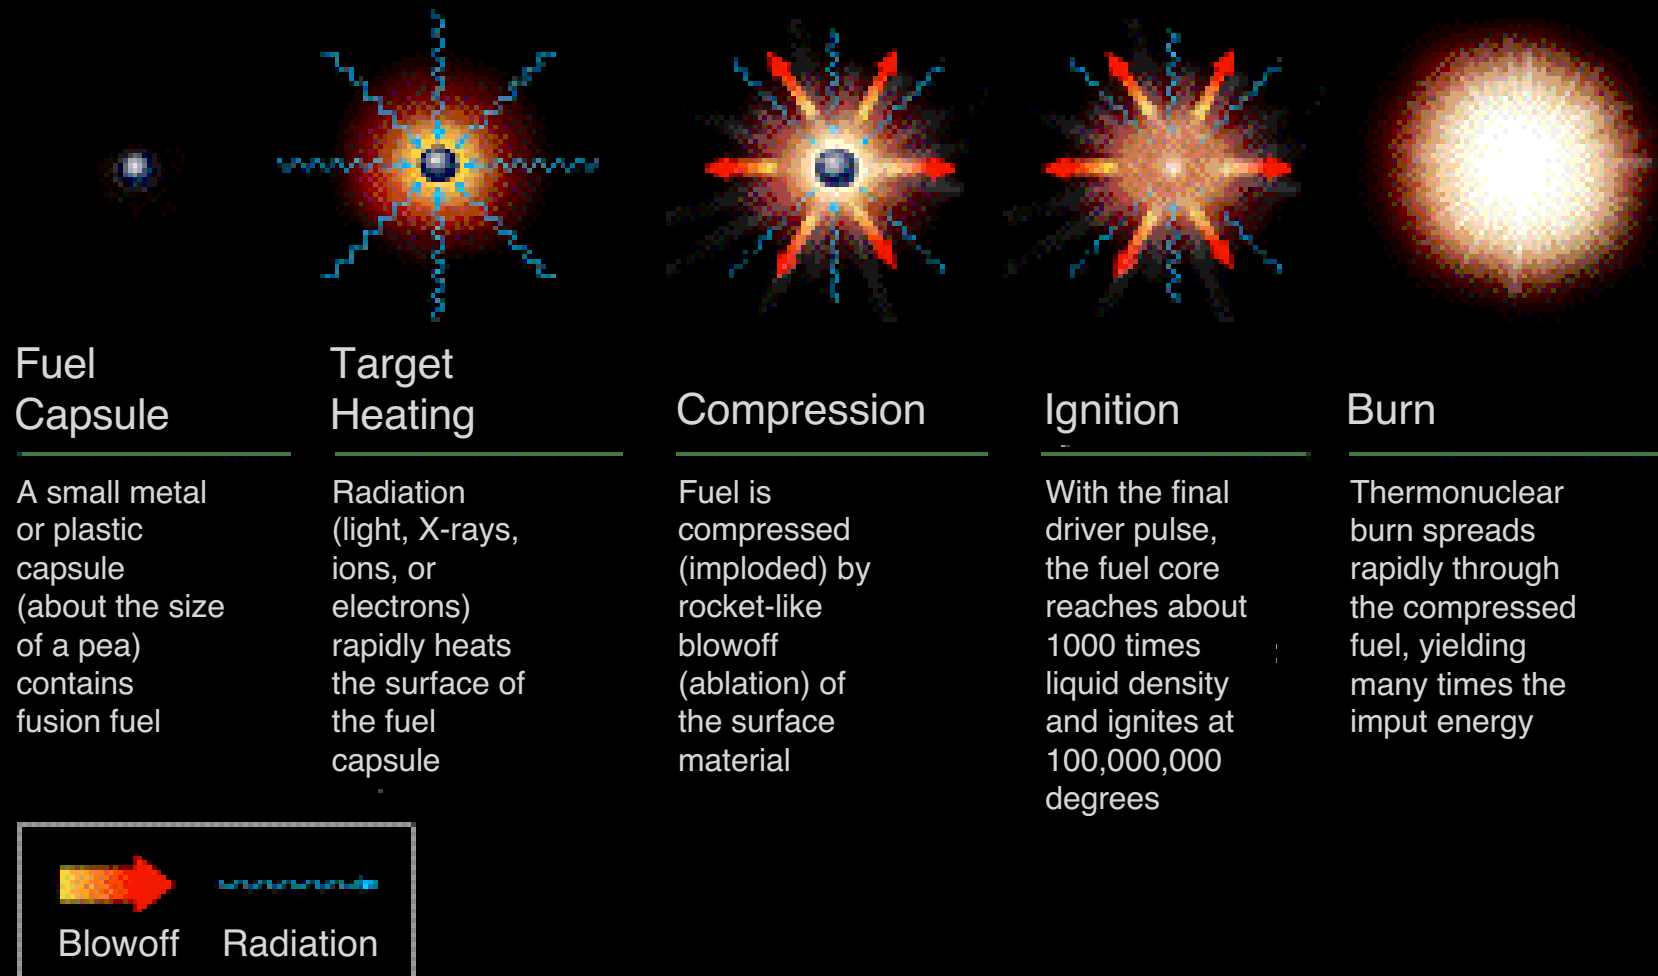 Fuel
Capsule
A small metal
or plastic
capsule
(about the size
of a pea)
contains
fusion fuel
Target
Heating
Radiation
(light, X-rays,
ions, or
electrons)
rapidly heats
the surface of
the fuel
capsule
Compression
Fuel is
compressed
(imploded) by
rocket-like
blowoff
(ablation) of
the surface
material
Ignition
With the final
driver pulse,
the fuel core
reaches about
1000 times
liquid density
and ignites at
100,000,000
degrees
Burn
Thermonuclear
burn spreads
rapidly through
the compressed
fuel, yielding
many times the
imput energy
Blowoff
Radiation